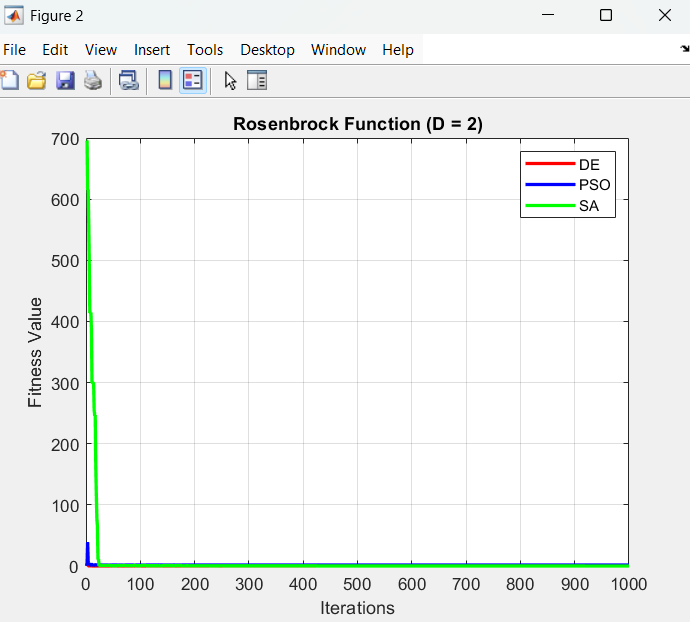 Figure 2
File Edit View Insert Tools Desktop Window Help
Rosenbrock Function (D = 2)
700
600
500
400
300
200
100
0
Fitness Value
DE
PSO
SA
0 100 200 300 400 500 600 700 800 900 1000
Iterations